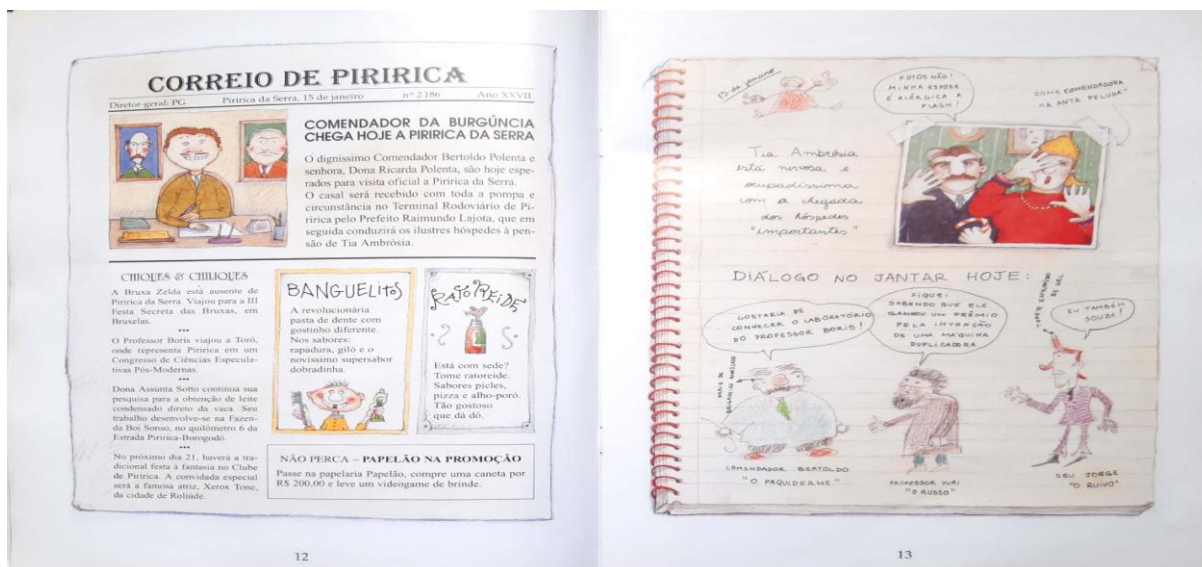 CORREIO DE PIRIRICA
Diretor-geral: PG Piririca da Serra, 15 de janeiro nº 2186 Ano XXVII
COMENDADOR DA BURGÚNCIA
CHEGA HOJE A PIRIRICA DA SERRA
O digníssimo Comendador Bertoldo Polenta e
senhora, Dona Ricarda Polenta, são hoje espe-
rados para visita oficial a Piririca da Serra.
O casal será recebido com toda a pompa e
circunstância no Terminal Rodoviário de Pi-
ririca pelo Prefeito Raimundo Lajota, que em
seguida conduzirá os ilustres hóspedes à pen-
são de Tia Ambrósia.
CHIQUES & CHILIQUES
A Bruxa Zelda está ausente de
Piririca da Serra. Viajou para a III
Festa Secreta das Bruxas, em
Bruxelas.
•••
O Professor Boris viajou a Toró,
onde representa Piririca em um
Congresso de Ciências Especula-
tivas Pós-Modernas.
•••
Dona Assunta Sotto continua sua
pesquisa para a obtenção de leite
condensado direto da vaca. Seu
trabalho desenvolve-se na Fazen-
da Boi Sonso, no quilômetro 6 da
Estrada Piririca-Borogodó.
•••
No próximo dia 21, haverá a tra-
dicional festa à fantasia no Clube
de Piririca. A convidada especial
será a famosa atriz, Xerox Tone,
da cidade de Roliúde.
BANGUELITOS
A revolucionária
pasta de dente com
gostinho diferente.
Nos sabores:
rapadura, giló e o
novíssimo supersabor
dobradinha.
RATOREIDE
Está com sede?
Tome ratoreide.
Sabores picles,
pizza e alho-poró.
Tão gostoso
que dá dó.
NÃO PERCA – PAPELÃO NA PROMOÇÃO
Passe na papelaria Papelão, compre uma caneta por
R$ 200,00 e leve um videogame de brinde.
12
15 de janeiro
FOTOS NÃO!
MINHA ESPOSA
É ALÉRGICA A
FLASH!
DONA COMENDADORA
"A ANTA PELUDA"
Tia Ambrósia
está nervosa e
ocupadíssima
com a chegada
dos hóspedes
"importantes"
DIÁLOGO NO JANTAR HOJE:
GOSTARIA DE
CONHECER O LABORATÓRIO
DO PROFESSOR BORIS!
FIQUEI
SABENDO QUE ELE
GANHOU UM PRÊMIO
PELA INVENÇÃO
DE UMA MÁQUINA
DUPLICADORA
EU TAMBÉM
SOUBE!
COMENDADOR BERTOLDO
"O PAQUIDERME"
PROFESSOR YURI
"O RUSSO"
SEU JORGE
"O RUIVO"
13